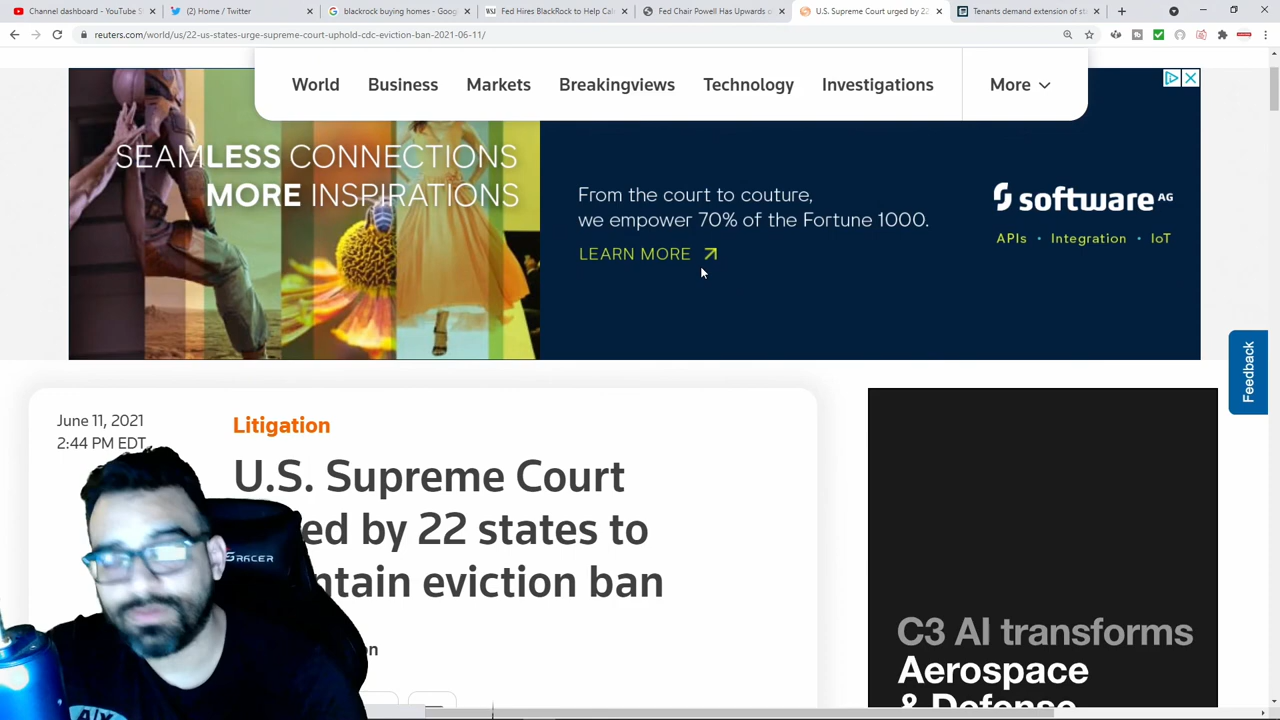 Channel dashboard - YouTube S
(2) Home / Twitter
blackrock buying homes - Goog
Fed Hires BlackRock to Help Calm
Fed Chair Powell Has Upwards o
U.S. Supreme Court urged by 22
Tenants demand extension of st
reuters.com/world/us/22-us-states-urge-supreme-court-uphold-cdc-eviction-ban-2021-06-11/
World Business Markets Breakingviews Technology Investigations More
SEAMLESS CONNECTIONS
MORE INSPIRATIONS
From the court to couture,
we empower 70% of the Fortune 1000.
LEARN MORE
software AG
APIs • Integration • IoT
Feedback
June 11, 2021
2:44 PM EDT
Litigation
U.S. Supreme Court
ed by 22 states to
ntain eviction ban
on
RACER
C3 AI transforms
Aerospace
& Defense